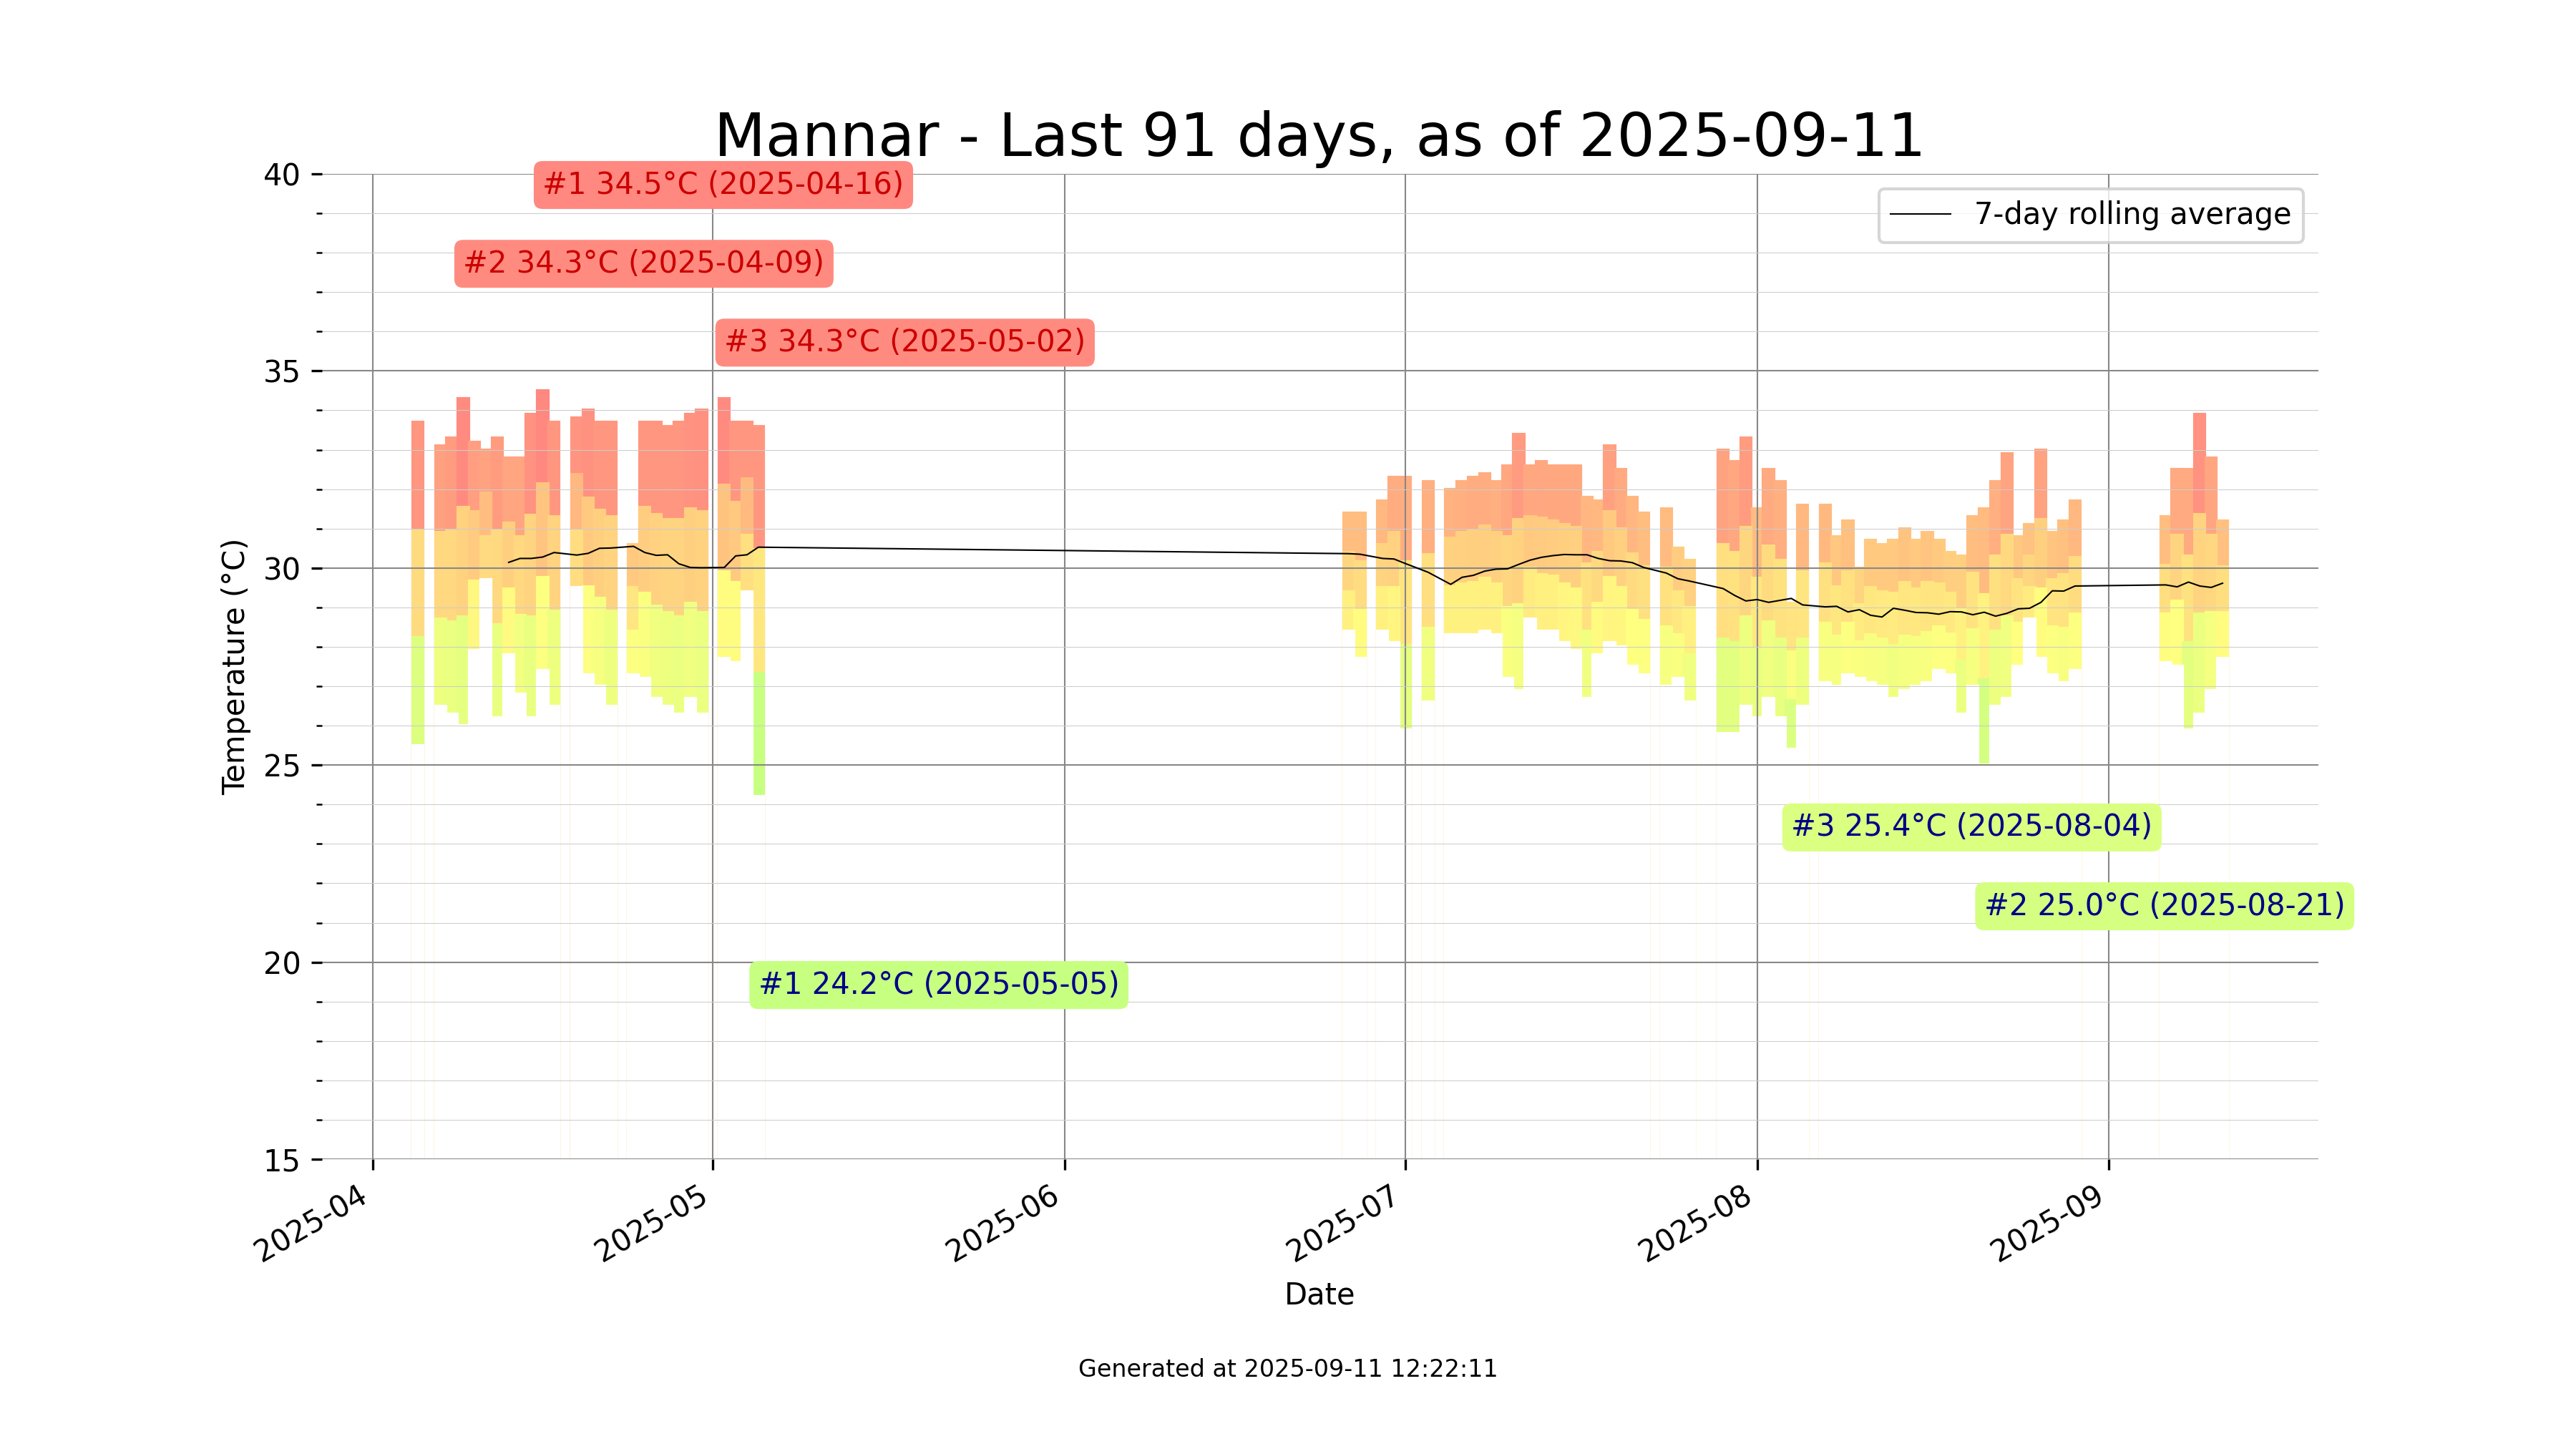 Mannar - Last 91 days, as of 2025-09-11
40
#1 34.5°C (2025-04-16)
7-day rolling average
#2 34.3°C (2025-04-09)
#3 34.3°C (2025-05-02)
35
30
Temperature (°C)
25
#3 25.4°C (2025-08-04)
#2 25.0°C (2025-08-21)
20
#1 24.2°C (2025-05-05)
15
2025-04
2025-05
2025-06
2025-07
2025-08
2025-09
Date
Generated at 2025-09-11 12:22:11